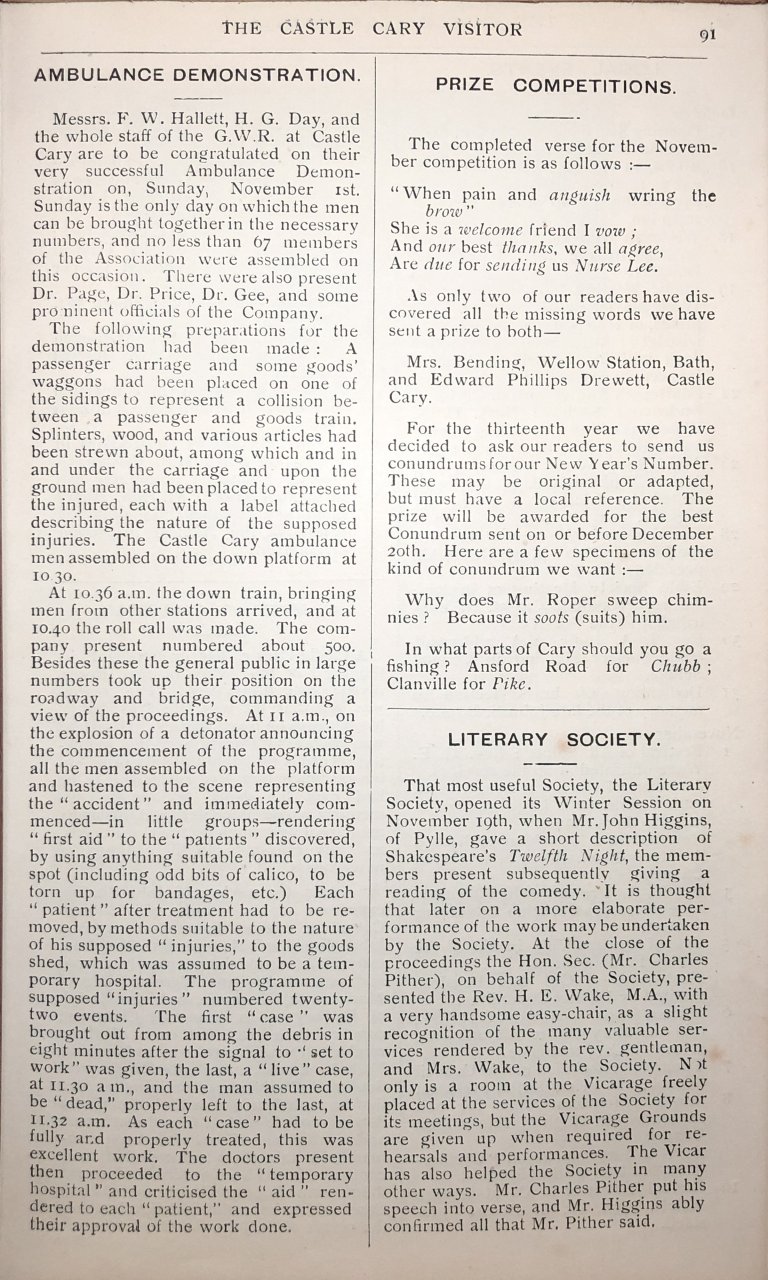 THE CASTLE CARY VISITOR
91
AMBULANCE DEMONSTRATION.
Messrs. F. W. Hallett, H. G. Day, and
the whole staff of the G.W.R. at Castle
Cary are to be congratulated on their
very successful Ambulance Demon-
stration on, Sunday, November 1st.
Sunday is the only day on which the men
can be brought together in the necessary
numbers, and no less than 67 members
of the Association were assembled on
this occasion. There were also present
Dr. Page, Dr. Price, Dr. Gee, and some
pro ninent officials of the Company.
The following preparations for the
demonstration had been made : A
passenger carriage and some goods'
waggons had been placed on one of
the sidings to represent a collision be-
tween a passenger and goods train.
Splinters, wood, and various articles had
been strewn about, among which and in
and under the carriage and upon the
ground men had been placed to represent
the injured, each with a label attached
describing the nature of the supposed
injuries. The Castle Cary ambulance
men assembled on the down platform at
10.30.
At 10.36 a.m. the down train, bringing
men from other stations arrived, and at
10.40 the roll call was made. The com-
pany present numbered about 500.
Besides these the general public in large
numbers took up their position on the
roadway and bridge, commanding a
view of the proceedings. At 11 a.m., on
the explosion of a detonator announcing
the commencement of the programme,
all the men assembled on the platform
and hastened to the scene representing
the "accident" and immediately com-
menced—in little groups—rendering
"first aid" to the "patients" discovered,
by using anything suitable found on the
spot (including odd bits of calico, to be
torn up for bandages, etc.) Each
"patient" after treatment had to be re-
moved, by methods suitable to the nature
of his supposed "injuries," to the goods
shed, which was assumed to be a tem-
porary hospital. The programme of
supposed "injuries" numbered twenty-
two events. The first "case" was
brought out from among the debris in
eight minutes after the signal to "set to
work" was given, the last, a "live" case,
at 11.30 a m., and the man assumed to
be "dead," properly left to the last, at
11.32 a.m. As each "case" had to be
fully and properly treated, this was
excellent work. The doctors present
then proceeded to the "temporary
hospital" and criticised the "aid" ren-
dered to each "patient," and expressed
their approval of the work done.
PRIZE COMPETITIONS.
The completed verse for the Novem-
ber competition is as follows :—
"When pain and anguish wring the
brow"
She is a welcome friend I vow ;
And our best thanks, we all agree,
Are due for sending us Nurse Lee.
As only two of our readers have dis-
covered all the missing words we have
sent a prize to both—
Mrs. Bending, Wellow Station, Bath,
and Edward Phillips Drewett, Castle
Cary.
For the thirteenth year we have
decided to ask our readers to send us
conundrums for our New Year's Number.
These may be original or adapted,
but must have a local reference. The
prize will be awarded for the best
Conundrum sent on or before December
20th. Here are a few specimens of the
kind of conundrum we want :—
Why does Mr. Roper sweep chim-
nies ? Because it soots (suits) him.
In what parts of Cary should you go a
fishing ? Ansford Road for Chubb ;
Clanville for Pike.
LITERARY SOCIETY.
That most useful Society, the Literary
Society, opened its Winter Session on
November 19th, when Mr. John Higgins,
of Pylle, gave a short description of
Shakespeare's Twelfth Night, the mem-
bers present subsequently giving a
reading of the comedy. It is thought
that later on a more elaborate per-
formance of the work may be undertaken
by the Society. At the close of the
proceedings the Hon. Sec. (Mr. Charles
Pither), on behalf of the Society, pre-
sented the Rev. H. E. Wake, M.A., with
a very handsome easy-chair, as a slight
recognition of the many valuable ser-
vices rendered by the rev. gentleman,
and Mrs. Wake, to the Society. Not
only is a room at the Vicarage freely
placed at the services of the Society for
its meetings, but the Vicarage Grounds
are given up when required for re-
hearsals and performances. The Vicar
has also helped the Society in many
other ways. Mr. Charles Pither put his
speech into verse, and Mr. Higgins ably
confirmed all that Mr. Pither said.